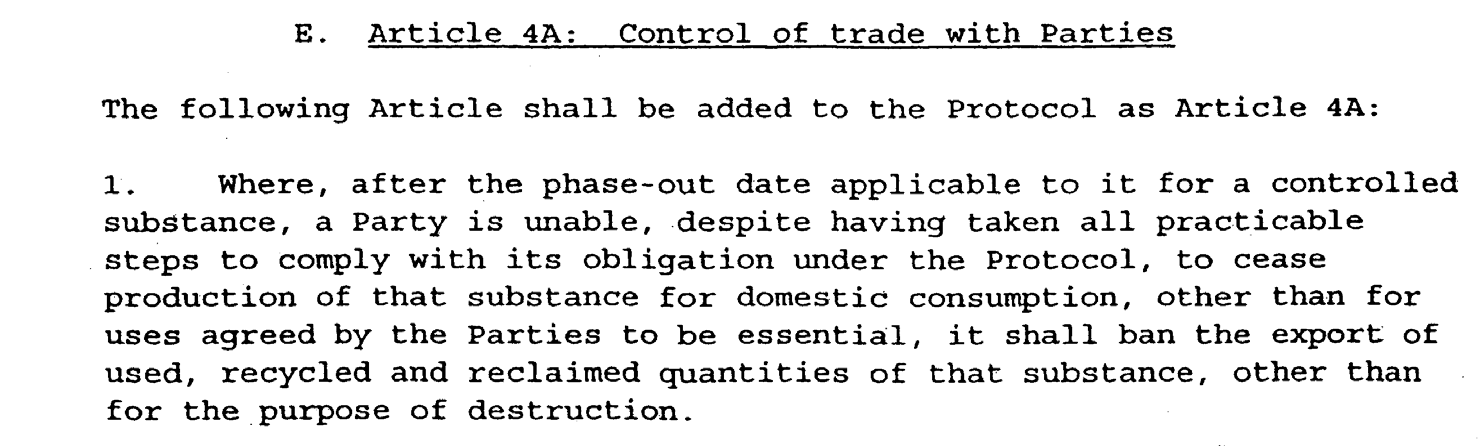 E. Article 4A: Control of trade with Parties
The following Article shall be added to the Protocol as Article 4A:
1. Where, after the phase-out date applicable to it for a controlled
substance, a Party is unable, despite having taken all practicable
steps to comply with its obligation under the Protocol, to cease
production of that substance for domestic consumption, other than for
uses agreed by the Parties to be essential, it shall ban the export of
used, recycled and reclaimed quantities of that substance, other than
for the purpose of destruction.